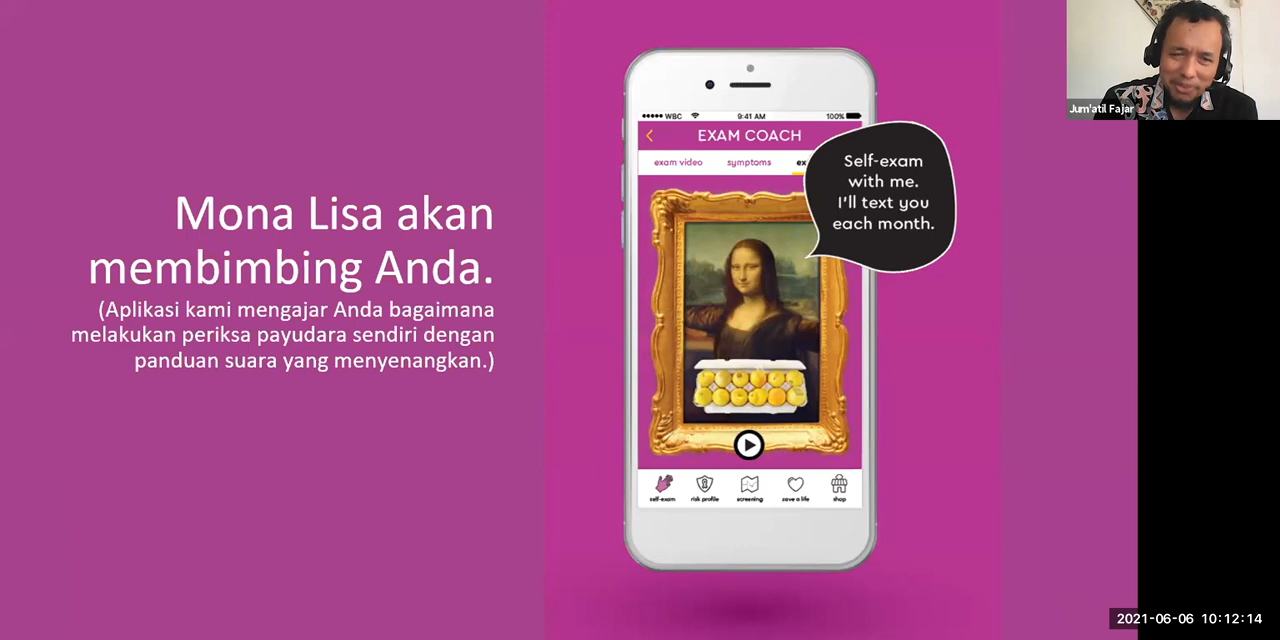 Mona Lisa akan
membimbing Anda.
(Aplikasi kami mengajar Anda bagaimana
melakukan periksa payudara sendiri dengan
panduan suara yang menyenangkan.)
WBC 9:41 AM 100%
EXAM COACH
exam video symptoms ex
Self-exam
with me.
I'll text you
each month.
self-exam risk profile screening save a life shop
Jum'atil Fajar
2021-06-06 10:12:14